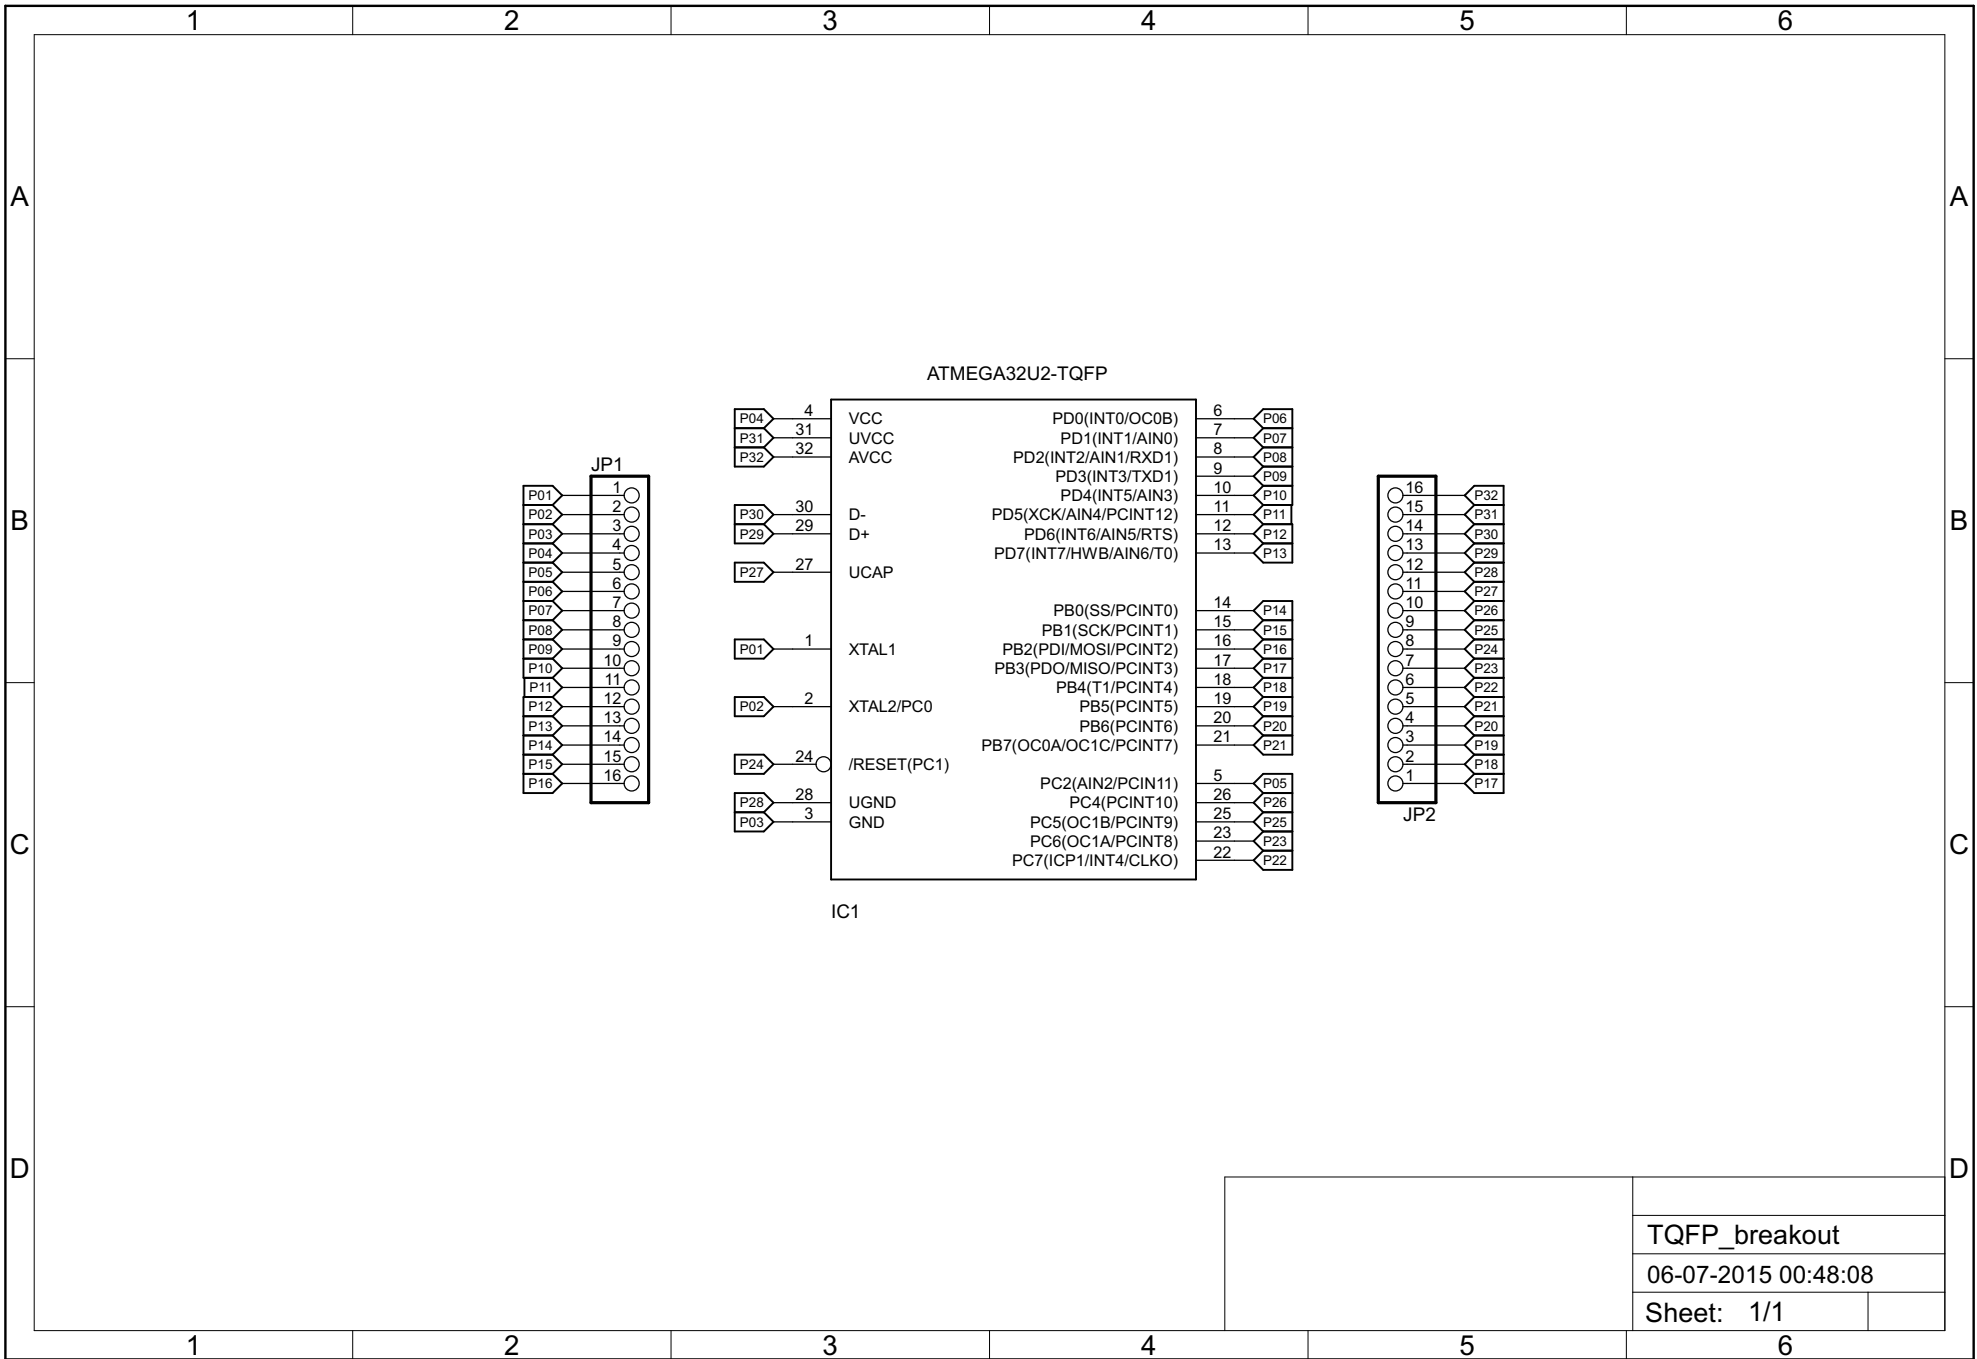 1 2 3 4 5 6
A A
ATMEGA32U2-TQFP
P04 4 VCC PD0(INT0/OC0B) 6 P06
P31 31 UVCC PD1(INT1/AIN0) 7 P07
P32 32 AVCC PD2(INT2/AIN1/RXD1) 8 P08
JP1
PD3(INT3/TXD1) 9 P09
P01 1 PD4(INT5/AIN3) 10 P10 16 P32
B P02 2 P30 30 D- PD5(XCK/AIN4/PCINT12) 11 P11 15 P31 B
P03 3 P29 29 D+ PD6(INT6/AIN5/RTS) 12 P12 14 P30
P04 4 PD7(INT7/HWB/AIN6/T0) 13 P13 13 P29
P05 5 P27 27 UCAP 12 P28
P06 6 11 P27
P07 7 PB0(SS/PCINT0) 14 P14 10 P26
P08 8 PB1(SCK/PCINT1) 15 P15 9 P25
P09 9 P01 1 XTAL1 PB2(PDI/MOSI/PCINT2) 16 P16 8 P24
P10 10 PB3(PDO/MISO/PCINT3) 17 P17 7 P23
P11 11 PB4(T1/PCINT4) 18 P18 6 P22
P12 12 P02 2 XTAL2/PC0 PB5(PCINT5) 19 P19 5 P21
P13 13 PB6(PCINT6) 20 P20 4 P20
P14 14 PB7(OC0A/OC1C/PCINT7) 21 P21 3 P19
P15 15 P24 24 /RESET(PC1) 2 P18
P16 16 PC2(AIN2/PCIN11) 5 P05 1 P17
P28 28 UGND PC4(PCINT10) 26 P26
P03 3 GND PC5(OC1B/PCINT9) 25 P25
JP2
C PC6(OC1A/PCINT8) 23 P23 C
PC7(ICP1/INT4/CLKO) 22 P22
IC1
D D
TQFP_breakout
06-07-2015 00:48:08
Sheet: 1/1
1 2 3 4 5 6